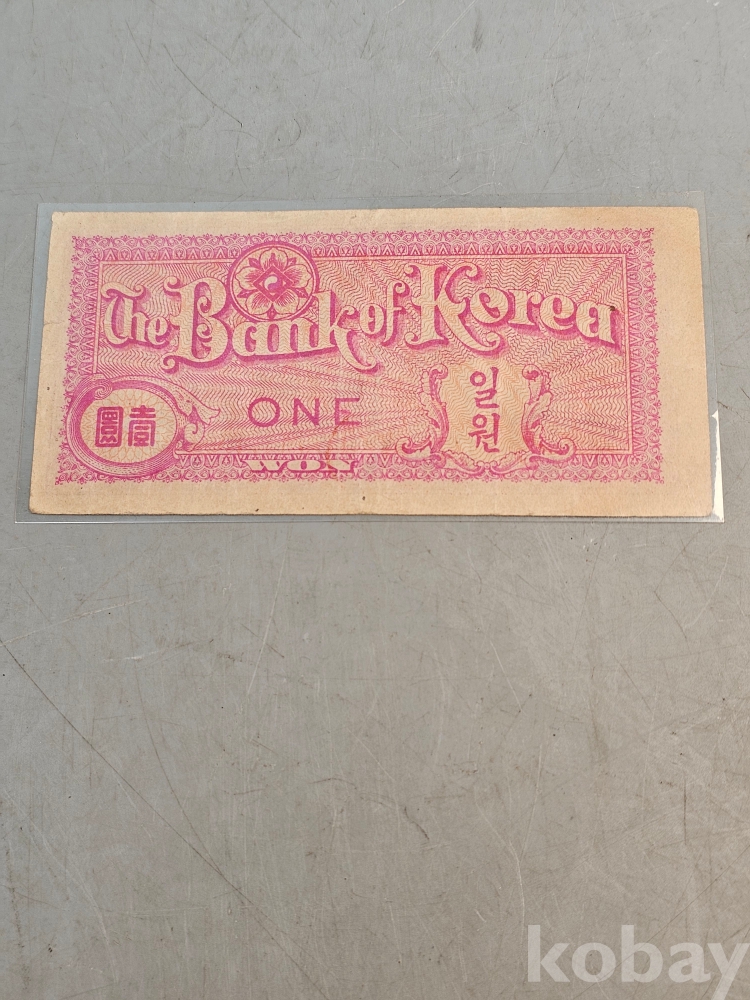 The Bank of Korea
圓壹
ONE
일원
WON
kobay